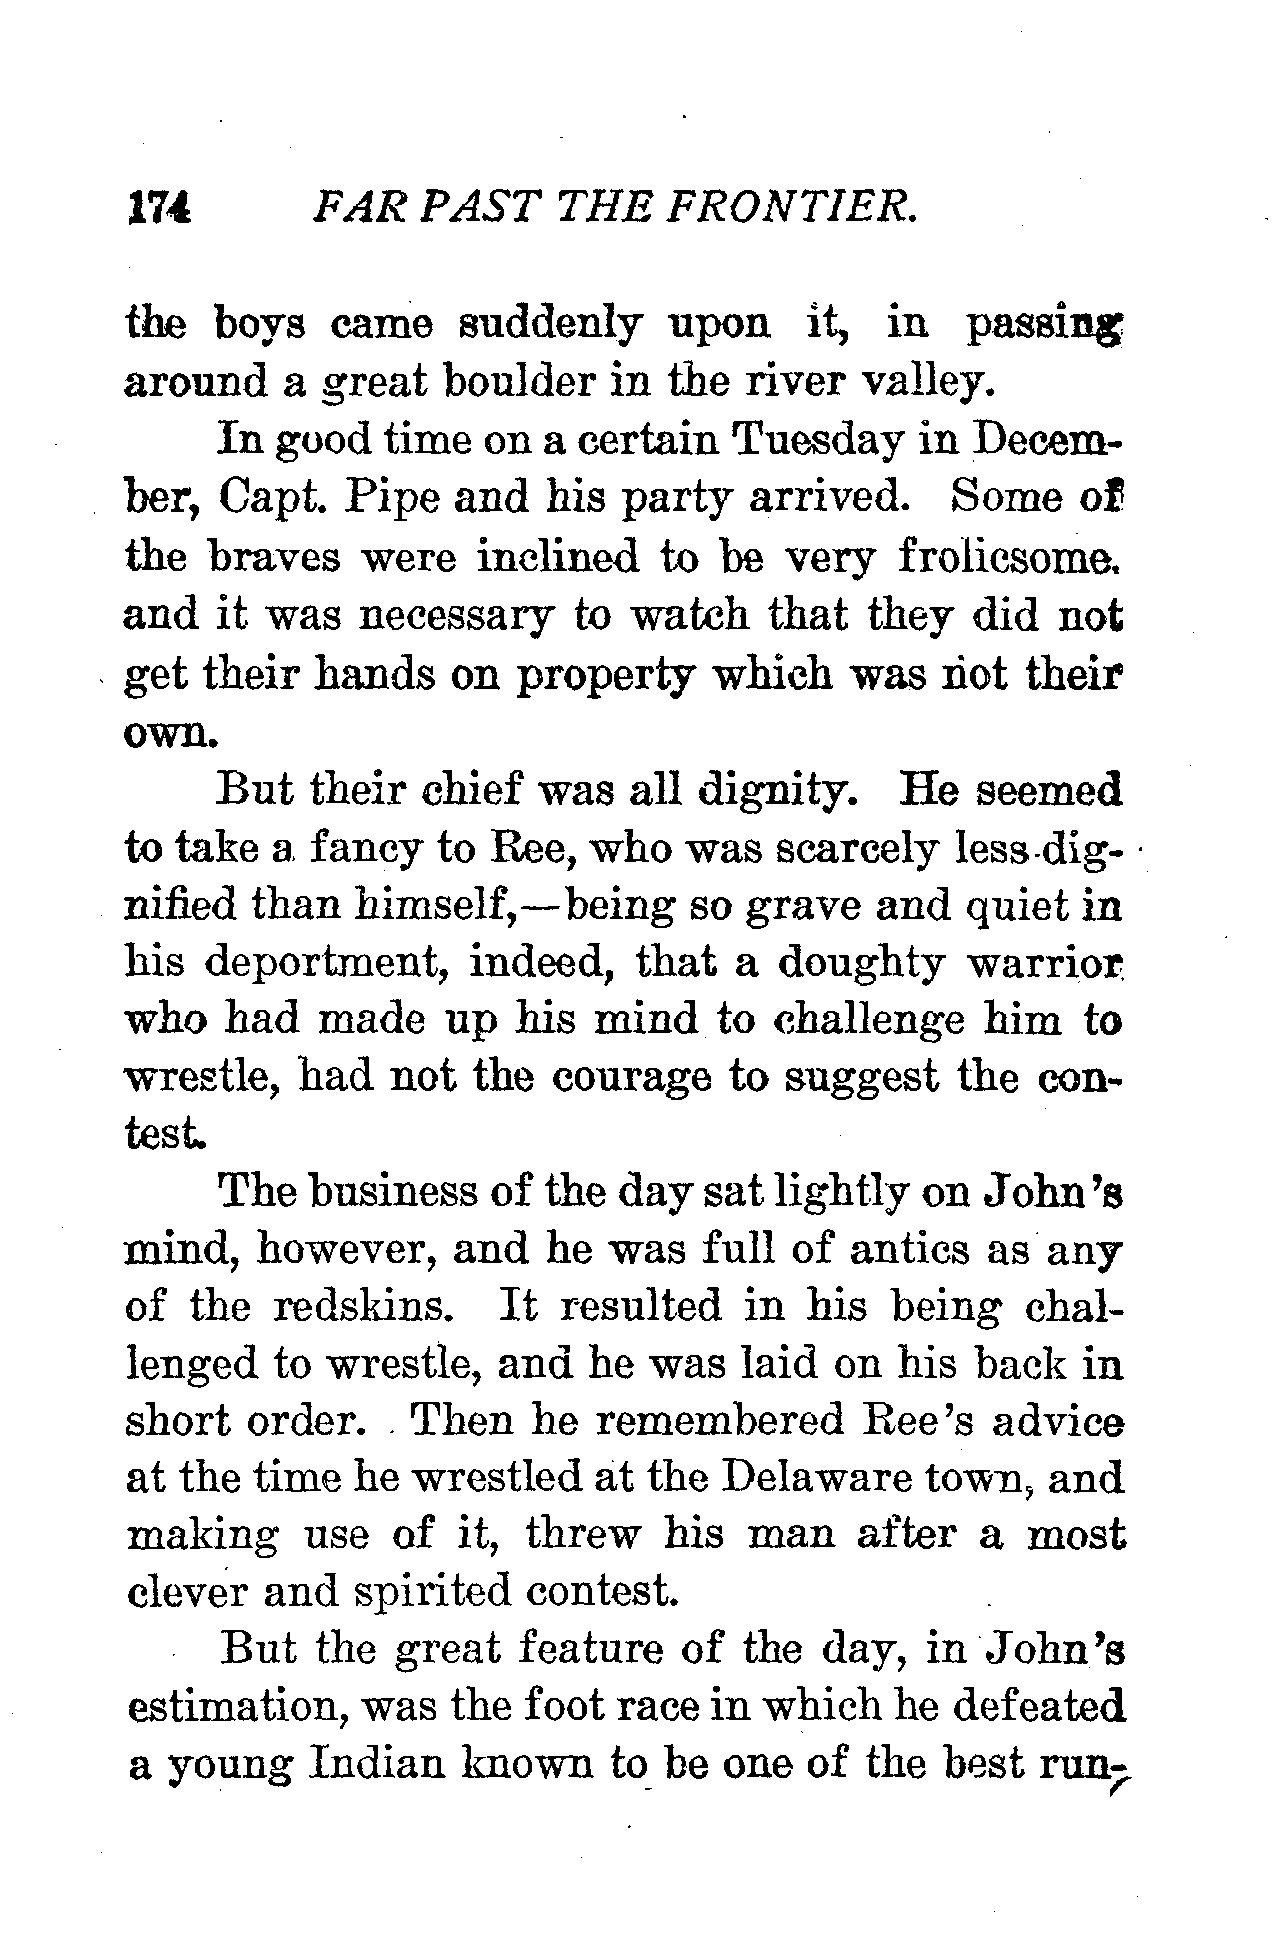 174 FAR PAST THE FRONTIER.
the boys came suddenly upon it, in passing
around a great boulder in the river valley.
In good time on a certain Tuesday in Decem-
ber, Capt. Pipe and his party arrived. Some of
the braves were inclined to be very frolicsome.
and it was necessary to watch that they did not
get their hands on property which was not their
own.
But their chief was all dignity. He seemed
to take a fancy to Ree, who was scarcely less dig-
nified than himself,—being so grave and quiet in
his deportment, indeed, that a doughty warrior
who had made up his mind to challenge him to
wrestle, had not the courage to suggest the con-
test.
The business of the day sat lightly on John's
mind, however, and he was full of antics as any
of the redskins. It resulted in his being chal-
lenged to wrestle, and he was laid on his back in
short order. Then he remembered Ree's advice
at the time he wrestled at the Delaware town, and
making use of it, threw his man after a most
clever and spirited contest.
But the great feature of the day, in John's
estimation, was the foot race in which he defeated
a young Indian known to be one of the best run-